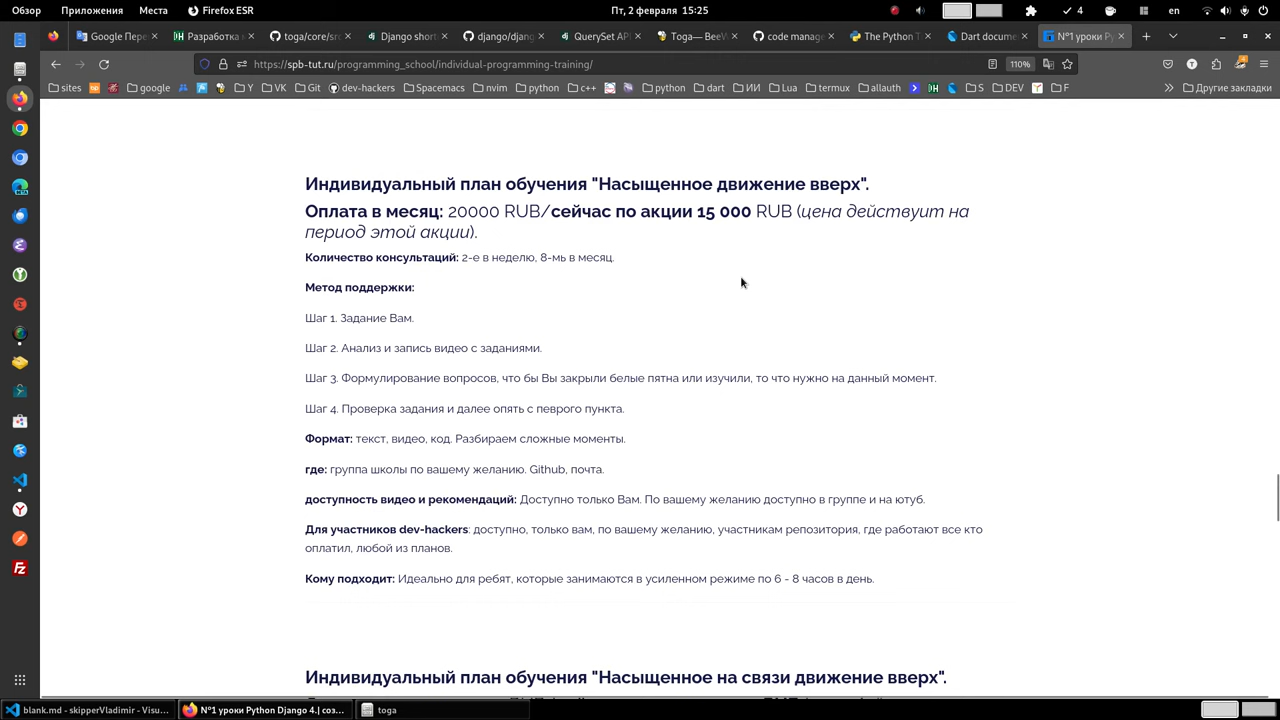 Обзор Приложения Места Firefox ESR Пт, 2 февраля 15:25 4 en
Google Пере Разработка toga/core/sr Django short django/djang QuerySet API Toga— BeeW code manage The Python T Dart docume №1 уроки Py
https://spb-tut.ru/programming_school/individual-programming-training/ 110%
sites google Y VK Git dev-hackers Spacemacs nvim python c++ python dart ИИ Lua termux allauth S DEV F Другие закладки
Индивидуальный план обучения "Насыщенное движение вверх".
Оплата в месяц: 20000 RUB/сейчас по акции 15 000 RUB (цена действуит на
период этой акции).
Количество консультаций: 2-е в неделю, 8-мь в месяц.
Метод поддержки:
Шаг 1. Задание Вам.
Шаг 2. Анализ и запись видео с заданиями.
Шаг 3. Формулирование вопросов, что бы Вы закрыли белые пятна или изучили, то что нужно на данный момент.
Шаг 4. Проверка задания и далее опять с певрого пункта.
Формат: текст, видео, код. Разбираем сложные моменты.
где: группа школы по вашему желанию. Github, почта.
доступность видео и рекомендаций: Доступно только Вам. По вашему желанию доступно в группе и на ютуб.
Для участников dev-hackers: доступно, только вам, по вашему желанию, участникам репозитория, где работают все кто
оплатил, любой из планов.
Кому подходит: Идеально для ребят, которые занимаются в усиленном режиме по 6 - 8 часов в день.
Индивидуальный план обучения "Насыщенное на связи движение вверх".
blank.md - skipperVladimir - Visu... №1 уроки Python Django 4.| соз... toga